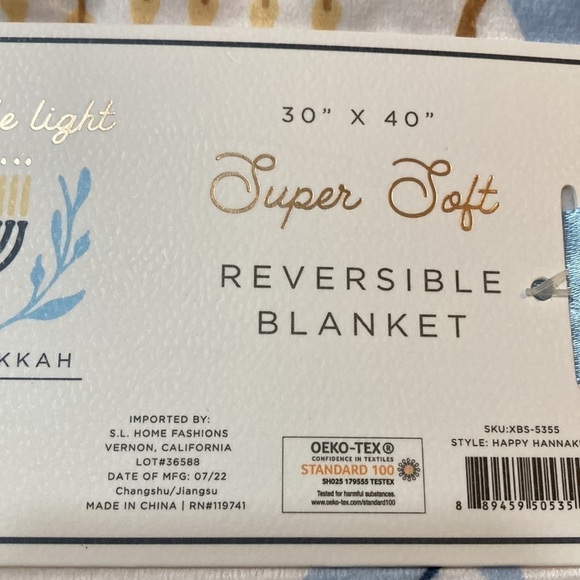 light
KKAH
30" X 40"
Super Soft
REVERSIBLE
BLANKET
IMPORTED BY:
S.L. HOME FASHIONS
VERNON, CALIFORNIA
LOT#36588
DATE OF MFG: 07/22
Changshu/Jiangsu
MADE IN CHINA | RN#119741
OEKO-TEX®
CONFIDENCE IN TEXTILES
STANDARD 100
SH025 179555 TESTEX
Tested for harmful substances.
www.oeko-tex.com/standard100
SKU:XBS-5355
STYLE: HAPPY HANNAK
8 89459 50535